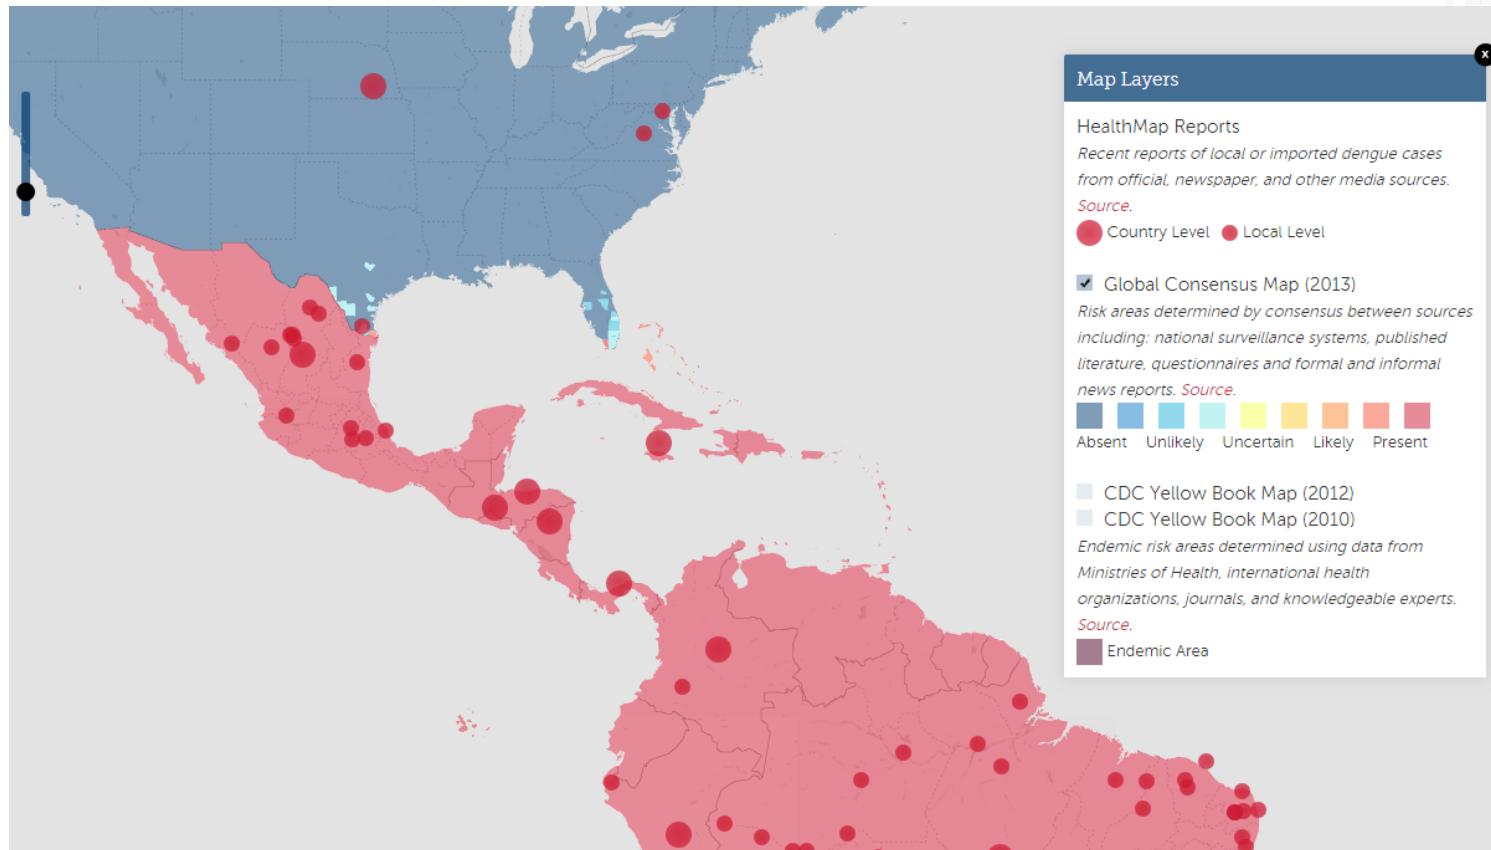 x
Map Layers
HealthMap Reports
Recent reports of local or imported dengue cases
from official, newspaper, and other media sources.
Source.
Country Level Local Level
Global Consensus Map (2013)
Risk areas determined by consensus between sources
including: national surveillance systems, published
literature, questionnaires and formal and informal
news reports. Source.
Absent Unlikely Uncertain Likely Present
CDC Yellow Book Map (2012)
CDC Yellow Book Map (2010)
Endemic risk areas determined using data from
Ministries of Health, international health
organizations, journals, and knowledgeable experts.
Source.
Endemic Area